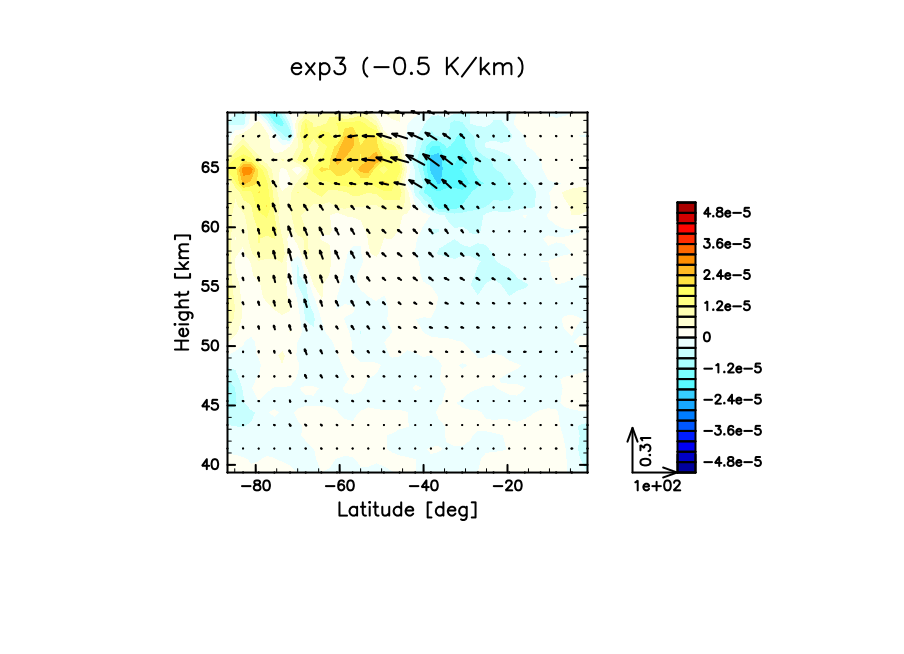 exp3 (−0.5 K/km)
Height [km]
65
60
55
50
45
40
−80
−60
−40
−20
Latitude [deg]
0.31
1e+02
4.8e−5
3.6e−5
2.4e−5
1.2e−5
0
−1.2e−5
−2.4e−5
−3.6e−5
−4.8e−5